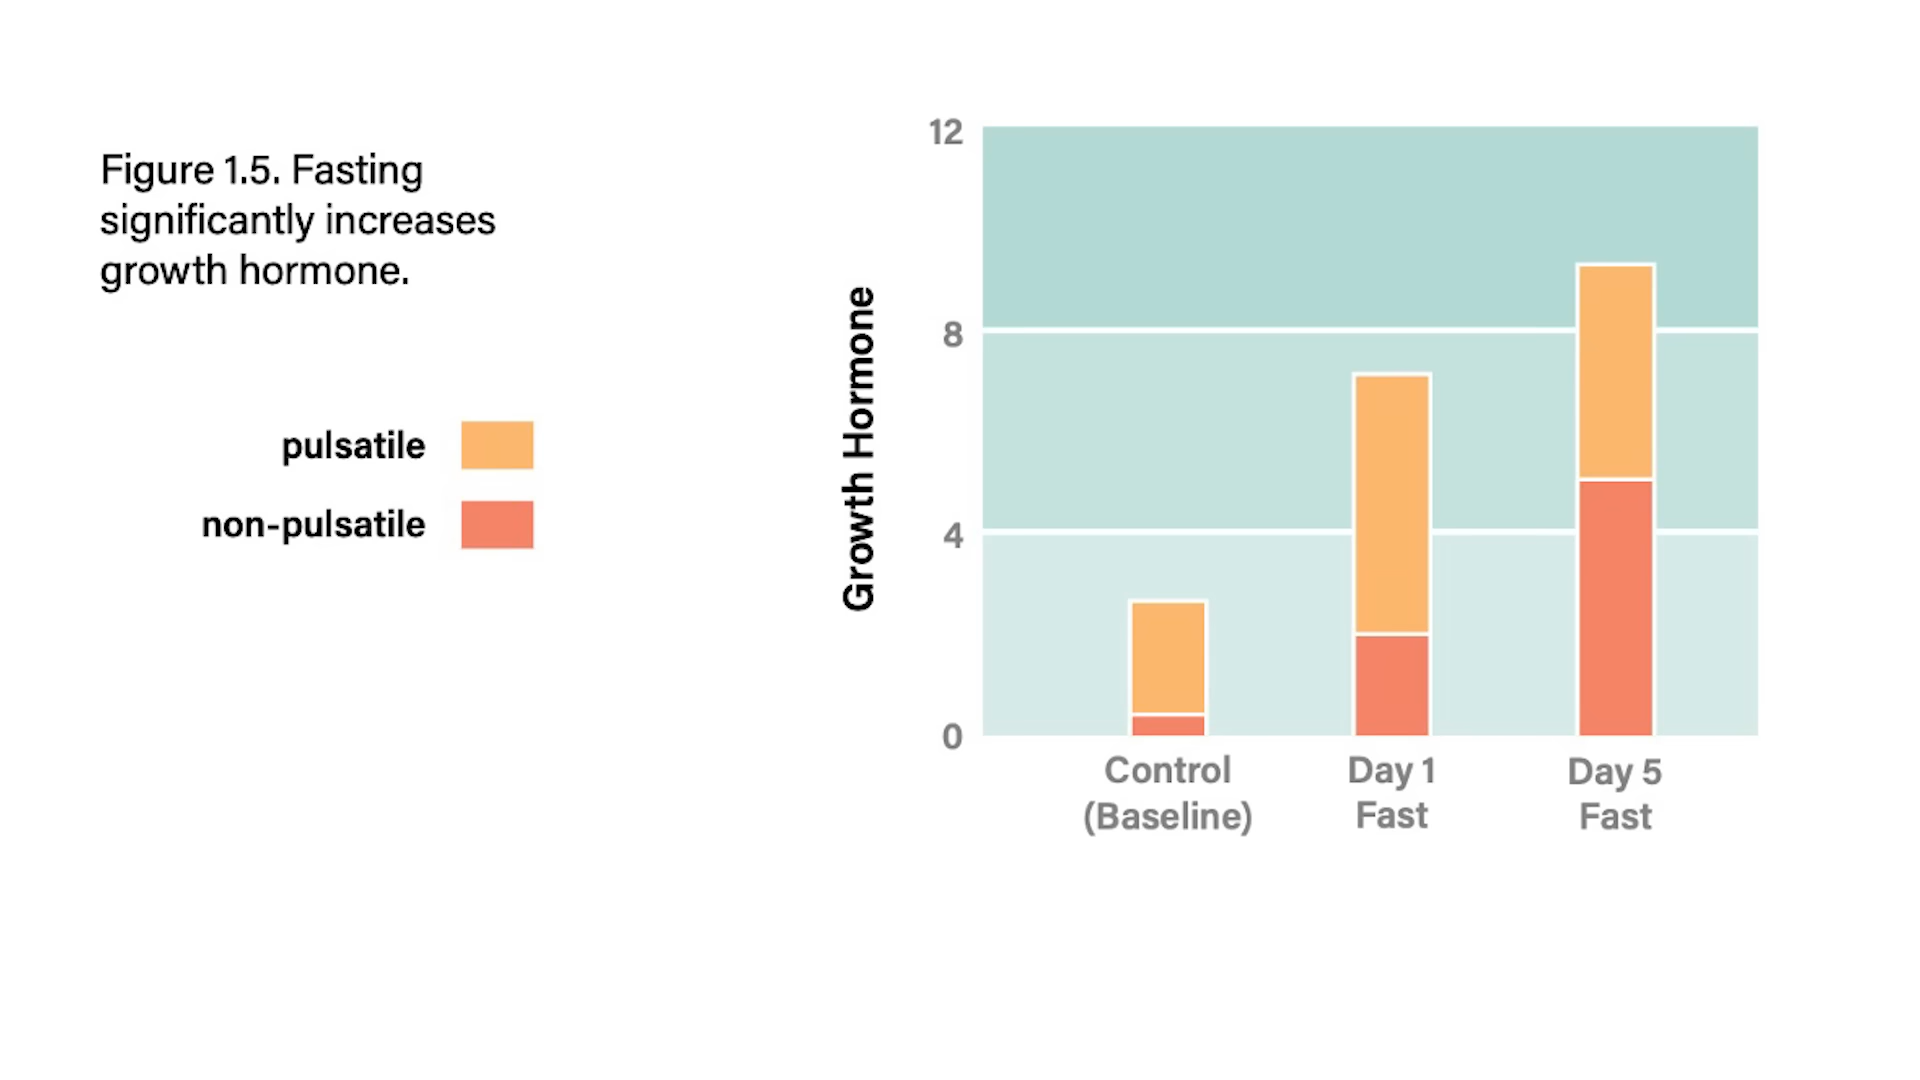 Figure 1.5. Fasting
significantly increases
growth hormone.
pulsatile
non-pulsatile
Growth Hormone
12
8
4
0
Control
(Baseline)
Day 1
Fast
Day 5
Fast